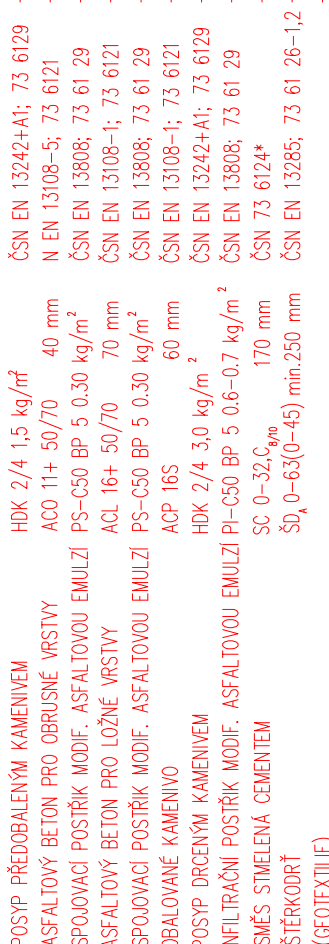 POSYP PŘEDOBALENÝM KAMENIVEM HDK 2/4 1,5 kg/m² ČSN EN 13242+A1; 73 6129 -
ASFALTOVÝ BETON PRO OBRUSNÉ VRSTVY ACO 11+ 50/70 40 mm N EN 13108-5; 73 6121 -
SPOJOVACÍ POSTŘIK MODIF. ASFALTOVOU EMULZÍ PS-C50 BP 5 0.30 kg/m² ČSN EN 13808; 73 61 29 -
ASFALTOVÝ BETON PRO LOŽNÉ VRSTVY ACL 16+ 50/70 70 mm ČSN EN 13108-1; 73 6121 -
SPOJOVACÍ POSTŘIK MODIF. ASFALTOVOU EMULZÍ PS-C50 BP 5 0.30 kg/m² ČSN EN 13808; 73 61 29 -
OBALOVANÉ KAMENIVO ACP 16S 60 mm ČSN EN 13108-1; 73 6121 -
POSYP DRCENÝM KAMENIVEM HDK 2/4 3,0 kg/m² ČSN EN 13242+A1; 73 6129 -
NFILTRAČNÍ POSTŘIK MODIF. ASFALTOVOU EMULZÍ PI-C50 BP 5 0.6-0.7 kg/m² ČSN EN 13808; 73 61 29 -
SMĚS STMELENÁ CEMENTEM SC 0-32,C8/10 170 mm ČSN 73 6124* -
ŠTĚRKODRŤ ŠDA 0-63(0-45) min.250 mm ČSN EN 13285; 73 61 26-1,2 -
(GEOTEXTILIE)